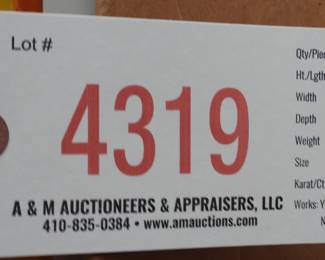 Lot #
4319
A & M AUCTIONEERS & APPRAISERS, LLC
410-835-0384 • www.amauctions.com
Qty/Pie
Ht./Lgth
Width
Depth
Weight
Size
Karat/Ct
Works: Y
N